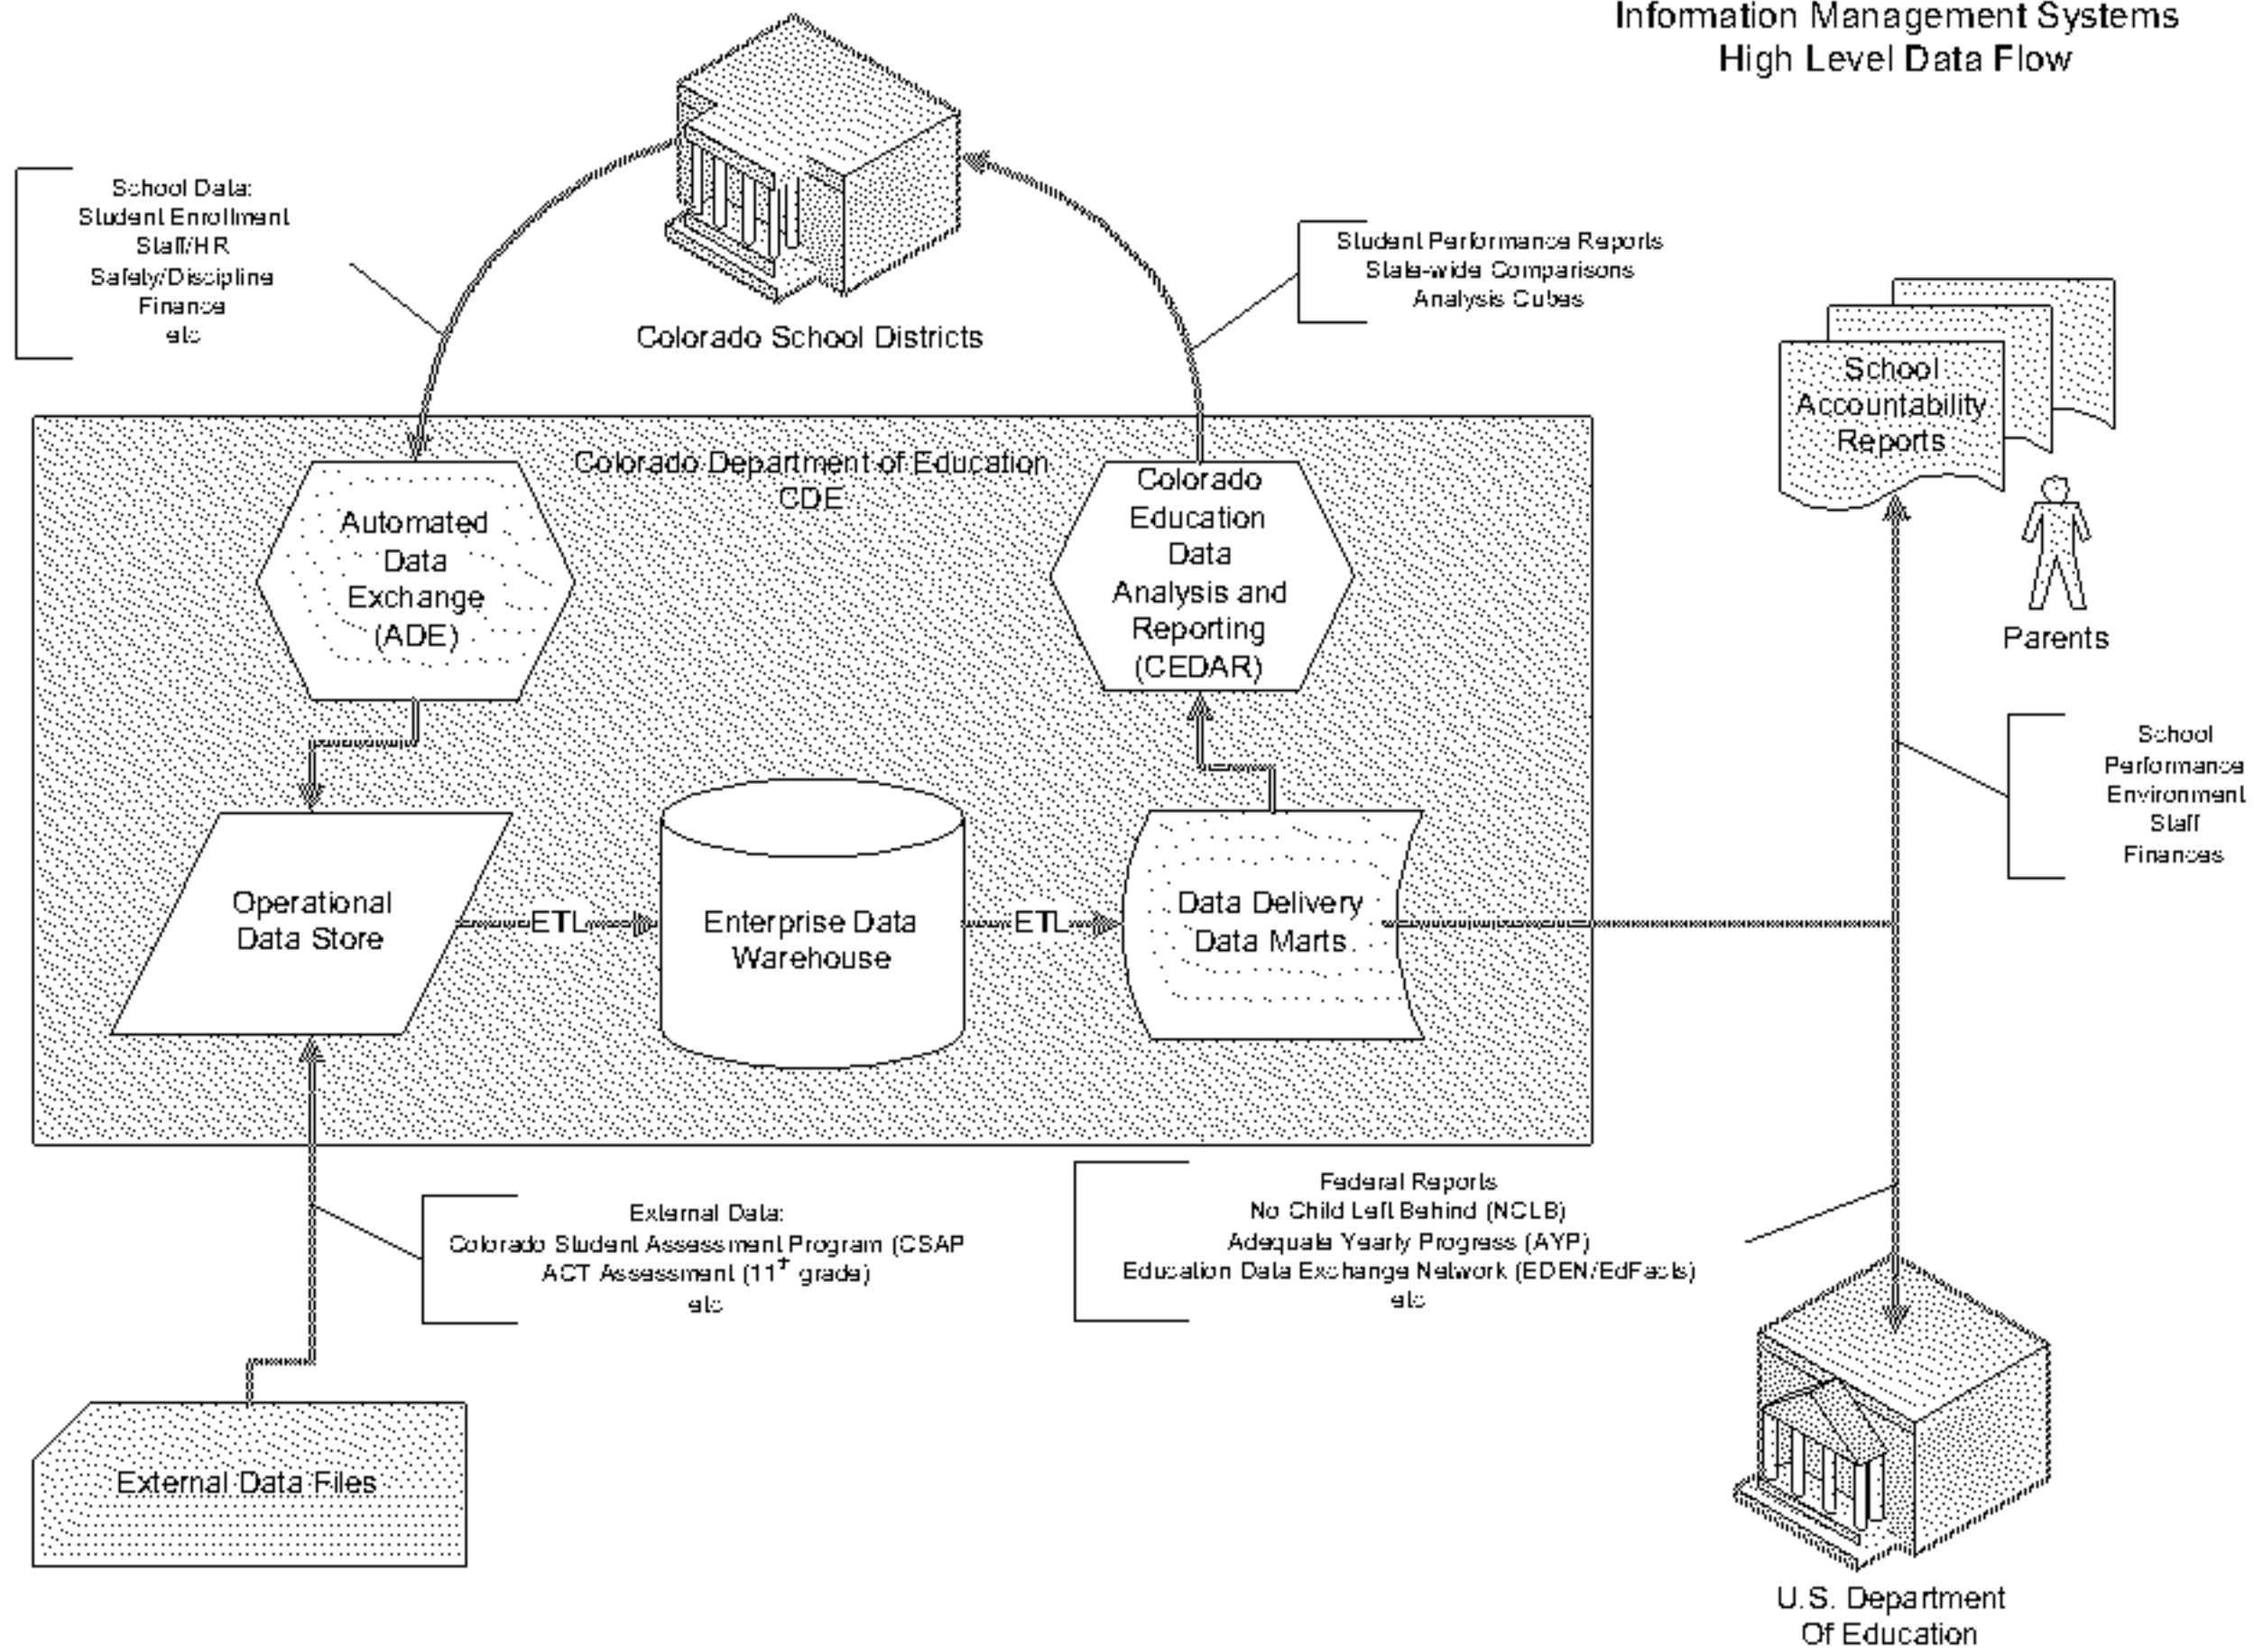 Information Management Systems
High Level Data Flow
School Data:
Student Enrollment
Staff/HR
Safety/Discipline
Finance
etc
Colorado School Districts
Student Performance Reports
State-wide Comparisons
Analysis Cubes
School
Accountability
Reports
Parents
Colorado Department of Education
CDE
Automated
Data
Exchange
(ADE)
Colorado
Education
Data
Analysis and
Reporting
(CEDAR)
School
Performance
Environment
Staff
Finances
Operational
Data Store
ETL
Enterprise Data
Warehouse
ETL
Data Delivery
Data Marts
External Data:
Colorado Student Assessment Program (CSAP
ACT Assessment (11+ grade)
etc
Federal Reports
No Child Left Behind (NCLB)
Adequate Yearly Progress (AYP)
Education Data Exchange Network (EDEN/EdFacts)
etc
External Data Files
U.S. Department
Of Education